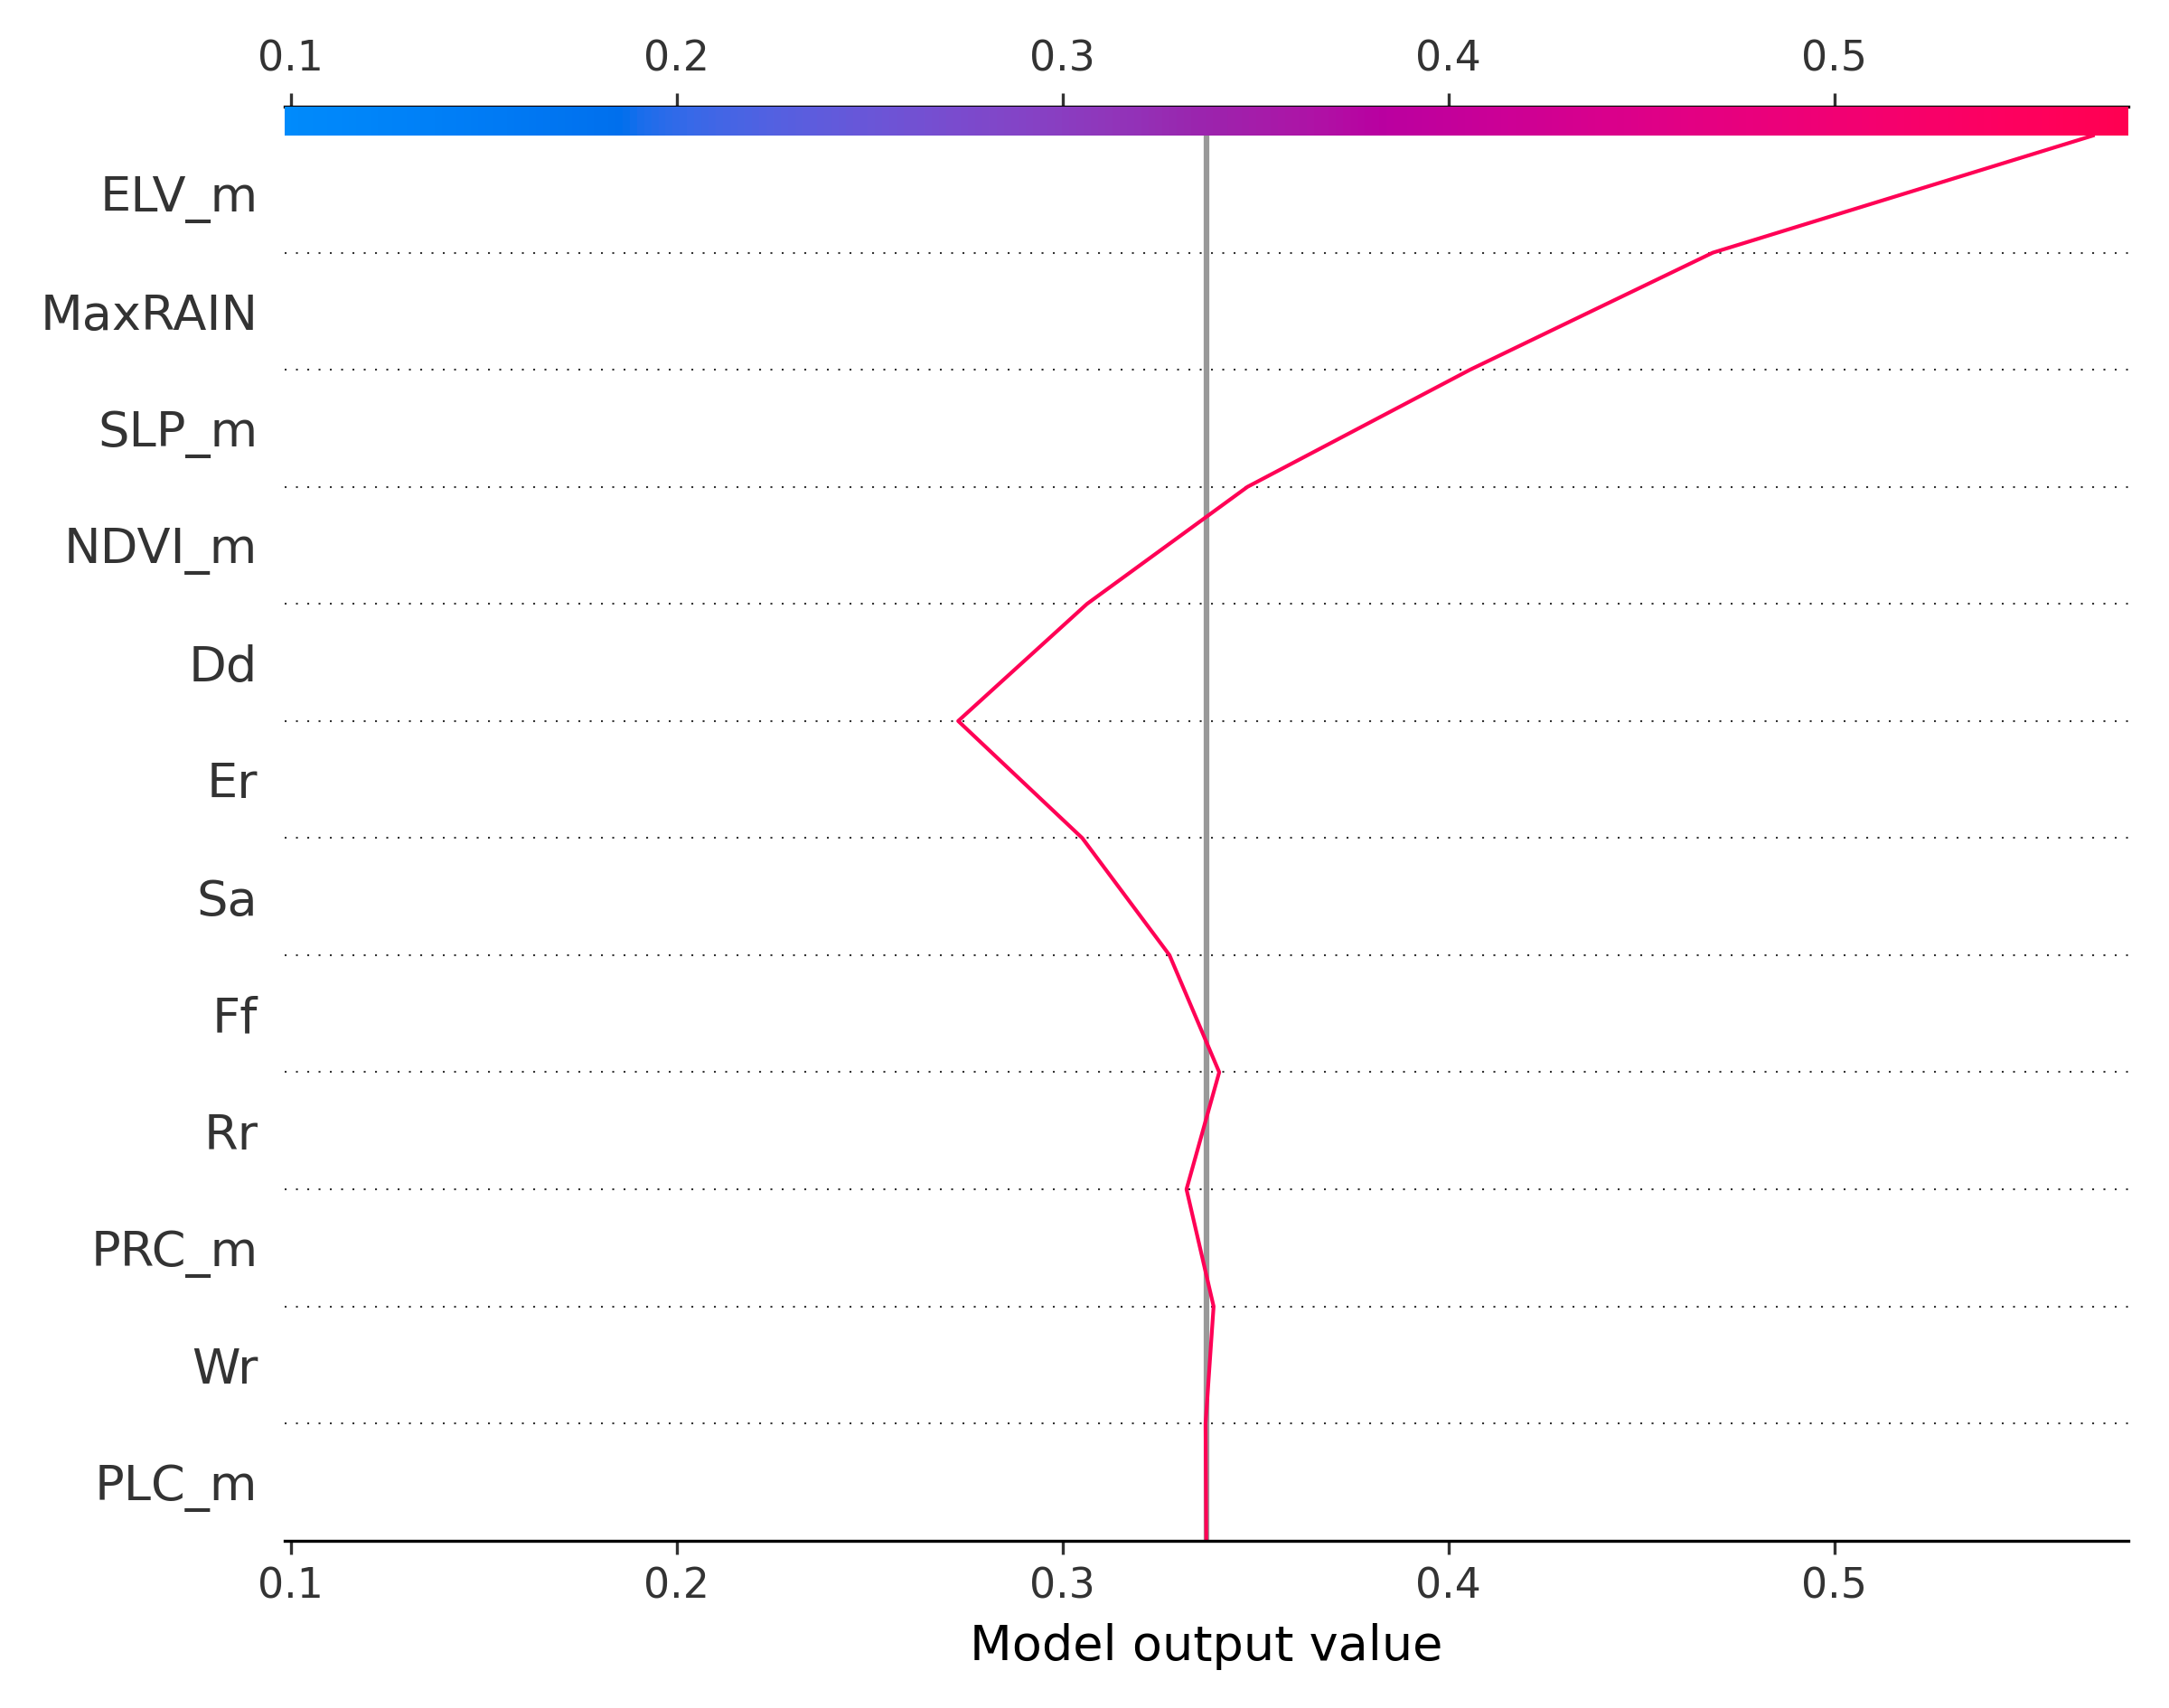 0.1 0.2 0.3 0.4 0.5
ELV_m
MaxRAIN
SLP_m
NDVI_m
Dd
Er
Sa
Ff
Rr
PRC_m
Wr
PLC_m
0.1 0.2 0.3 0.4 0.5
Model output value